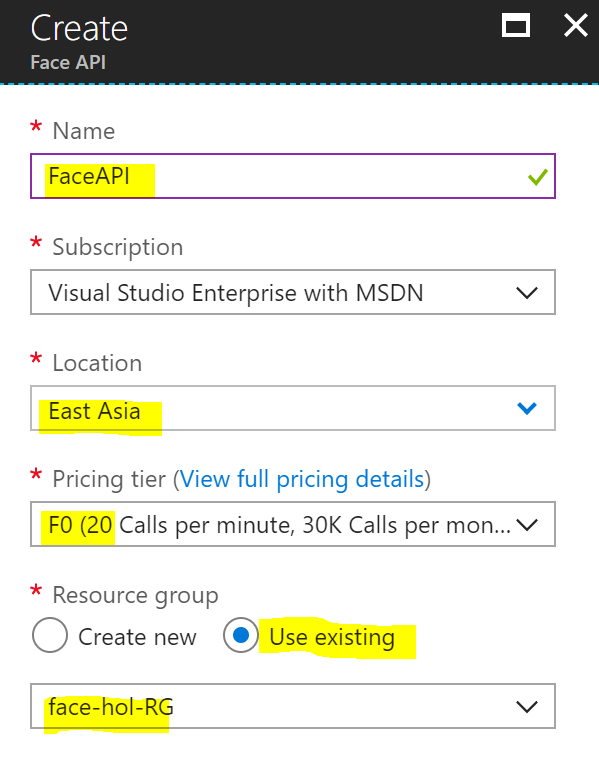 Create
Face API
* Name
FaceAPI
* Subscription
Visual Studio Enterprise with MSDN
* Location
East Asia
* Pricing tier (View full pricing details)
F0 (20 Calls per minute, 30K Calls per mon...
* Resource group
Create new Use existing
face-hol-RG